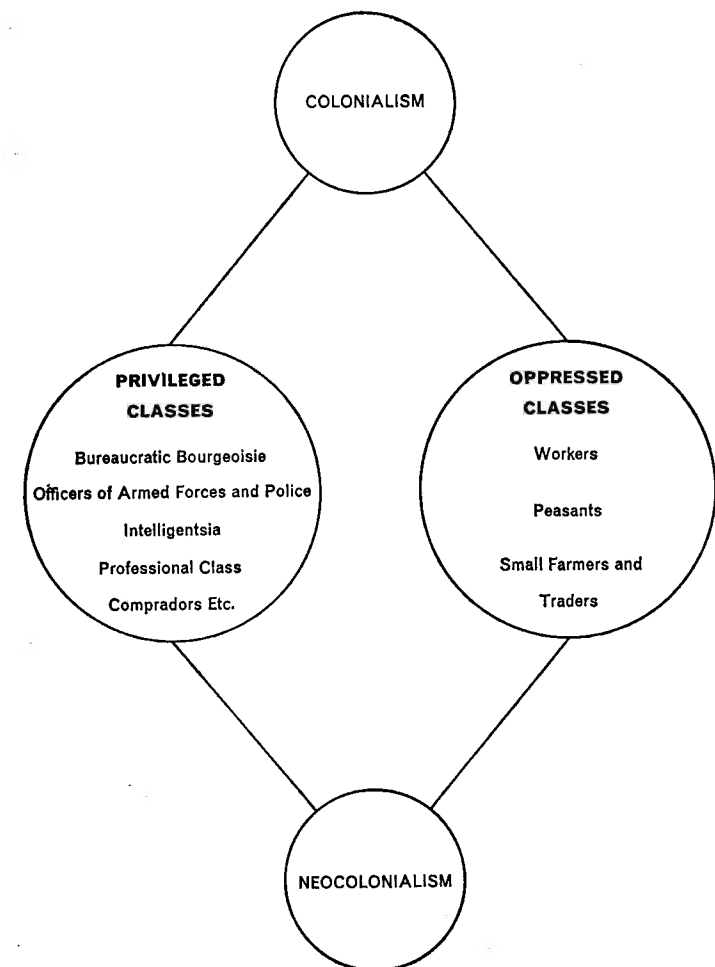 COLONIALISM
PRIVILEGED
CLASSES
Bureaucratic Bourgeoisie
Officers of Armed Forces and Police
Intelligentsia
Professional Class
Compradors Etc.
OPPRESSED
CLASSES
Workers
Peasants
Small Farmers and
Traders
NEOCOLONIALISM